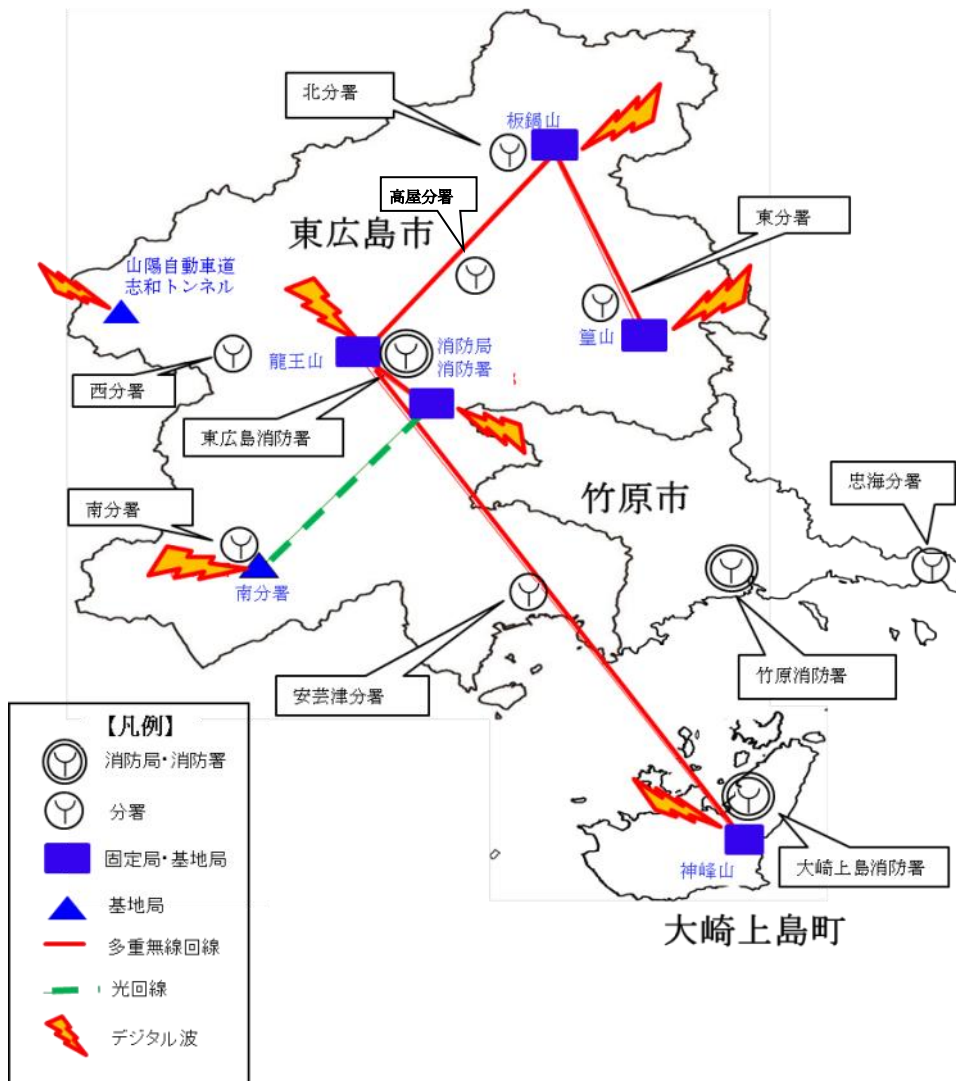 北分署
板鍋山
高屋分署
東分署
東広島市
山陽自動車道
志和トンネル
篁山
龍王山
消防局
消防署
西分署
東広島消防署
竹原市
忠海分署
南分署
南分署
安芸津分署
竹原消防署
【凡例】
消防局・消防署
分署
固定局・基地局
基地局
多重無線回線
光回線
デジタル波
神峰山
大崎上島消防署
大崎上島町